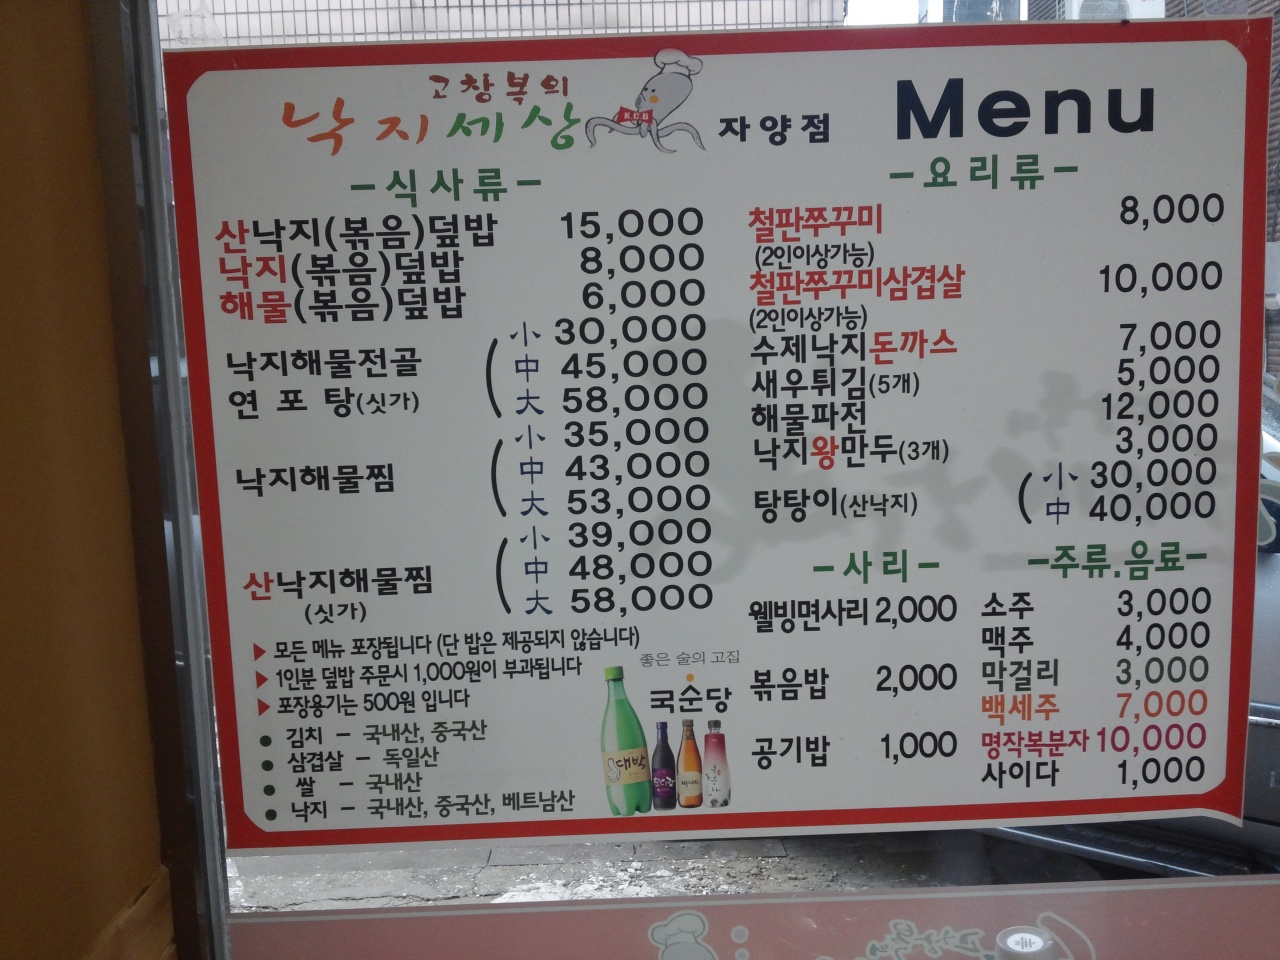 고창복의
낙지세상
K.C.B
자양점
Menu
-식사류-
산낙지(볶음)덮밥 15,000
낙지(볶음)덮밥 8,000
해물(볶음)덮밥 6,000
낙지해물전골
연 포 탕(싯가)
小 30,000
中 45,000
大 58,000
낙지해물찜
小 35,000
中 43,000
大 53,000
산낙지해물찜
(싯가)
小 39,000
中 48,000
大 58,000
▶ 모든 메뉴 포장됩니다 (단 밥은 제공되지 않습니다)
▶ 1인분 덮밥 주문시 1,000원이 부과됩니다
▶ 포장용기는 500원 입니다
● 김치 - 국내산, 중국산
● 삼겹살 - 독일산
● 쌀 - 국내산
● 낙지 - 국내산, 중국산, 베트남산
좋은 술의 고집
국순당
대박
-요리류-
철판쭈꾸미 8,000
(2인이상가능)
철판쭈꾸미삼겹살 10,000
(2인이상가능)
수제낙지돈까스 7,000
새우튀김(5개) 5,000
해물파전 12,000
낙지왕만두(3개) 3,000
탕탕이(산낙지)
小 30,000
中 40,000
-사리-
웰빙면사리 2,000
볶음밥 2,000
공기밥 1,000
-주류.음료-
소주 3,000
맥주 4,000
막걸리 3,000
백세주 7,000
명작복분자 10,000
사이다 1,000